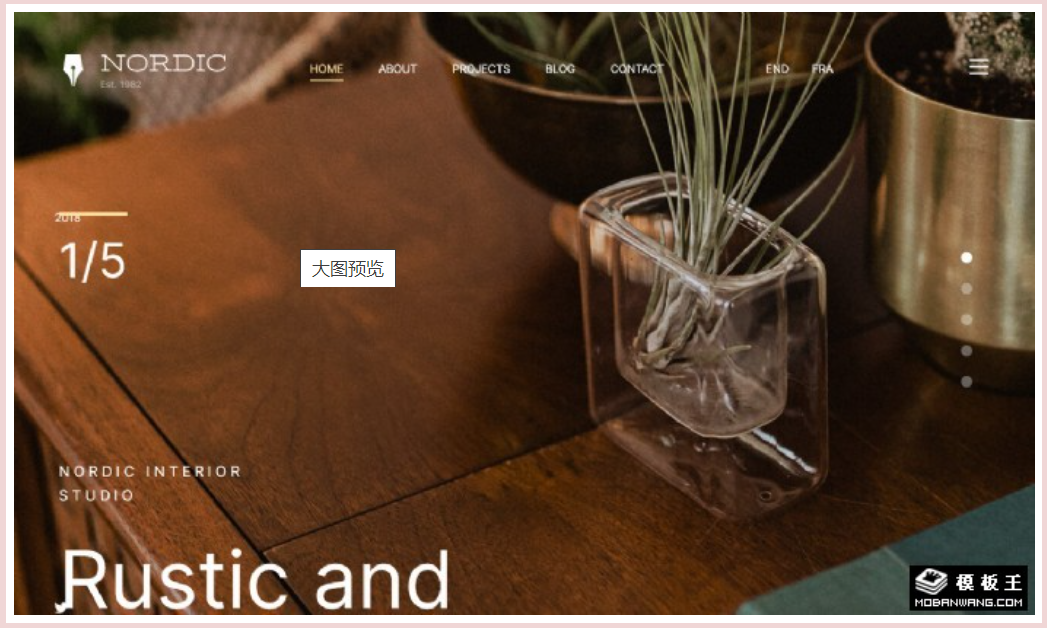 NORDIC
Est. 1982
HOME ABOUT PROJECTS BLOG CONTACT END FRA
2018
1/5
大图预览
NORDIC INTERIOR
STUDIO
Rustic and
模板王
MOBANWANG.COM